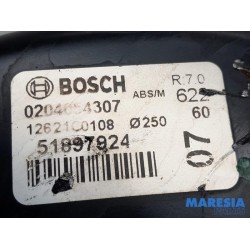 BOSCH
ABS/M
R:7.0
0204054307
622
1262100108 Ø250
60
51897924
07
MARESIA